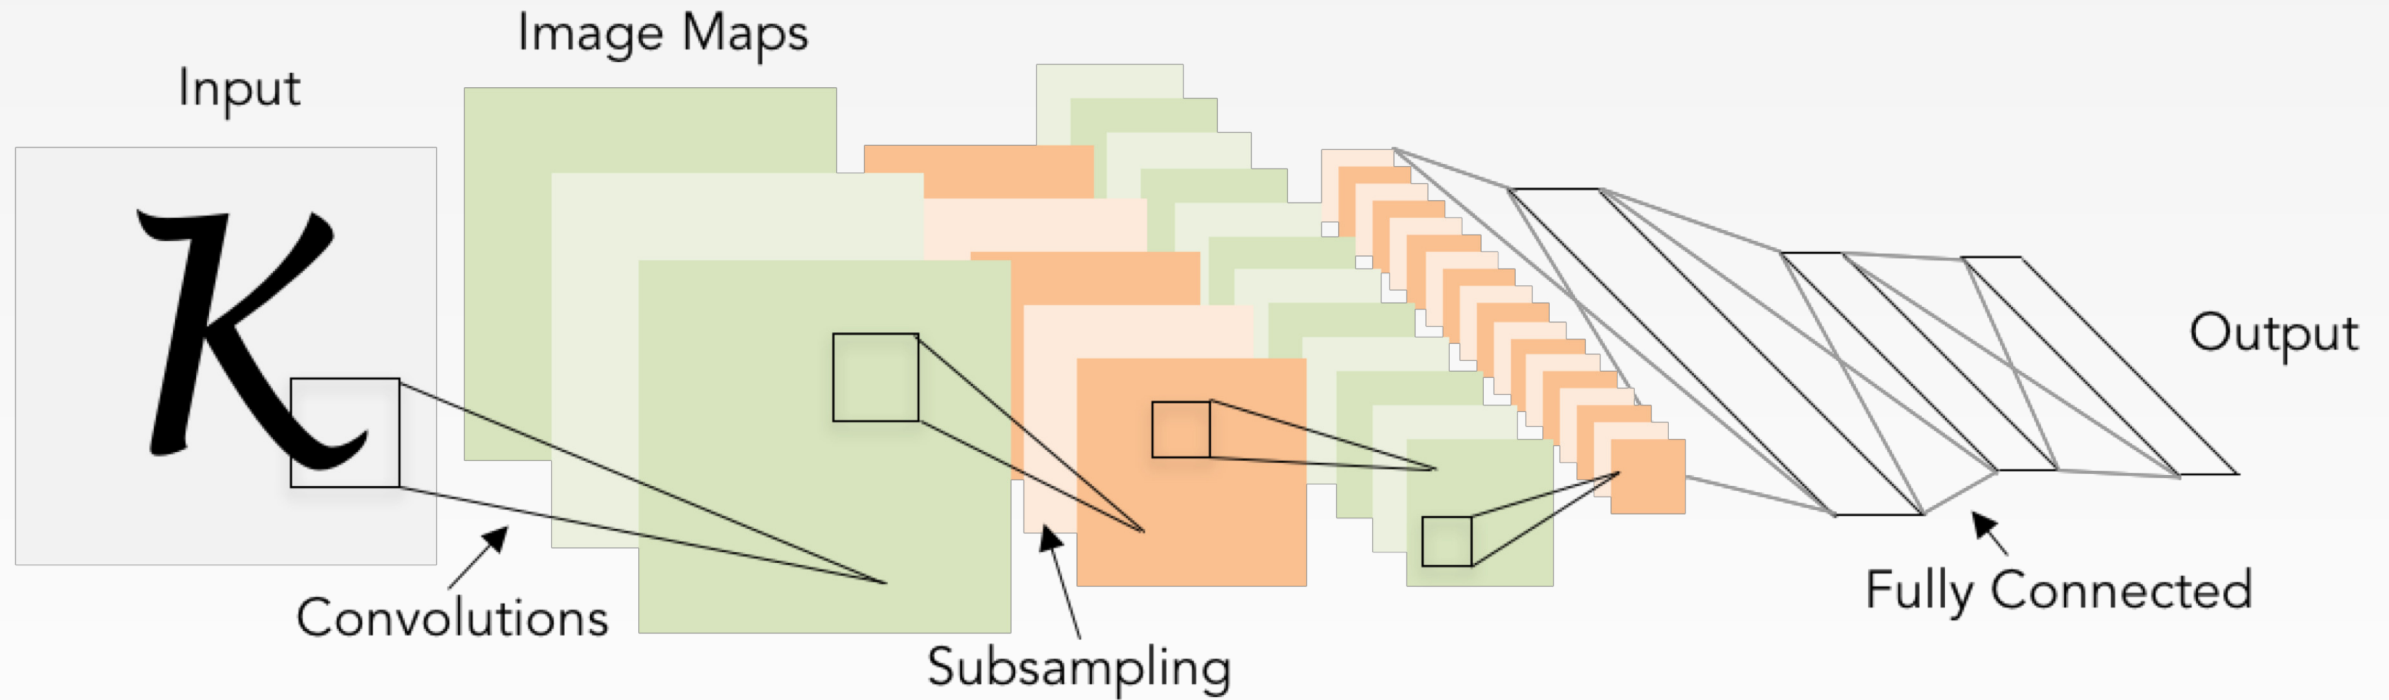 Image Maps
Input
K
Output
Convolutions
Fully Connected
Subsampling